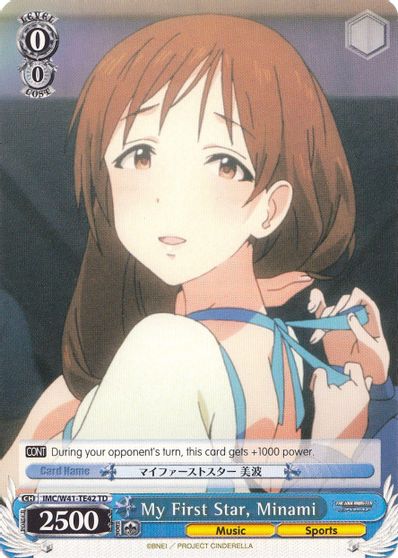 LEVEL
0
0
COST
CONT During your opponent's turn, this card gets +1000 power.
Card Name
マイファーストスター 美波
CH IMC/W41-TE42 TD
My First Star, Minami
2500
Music
Sports
©BNEI / PROJECT CINDERELLA